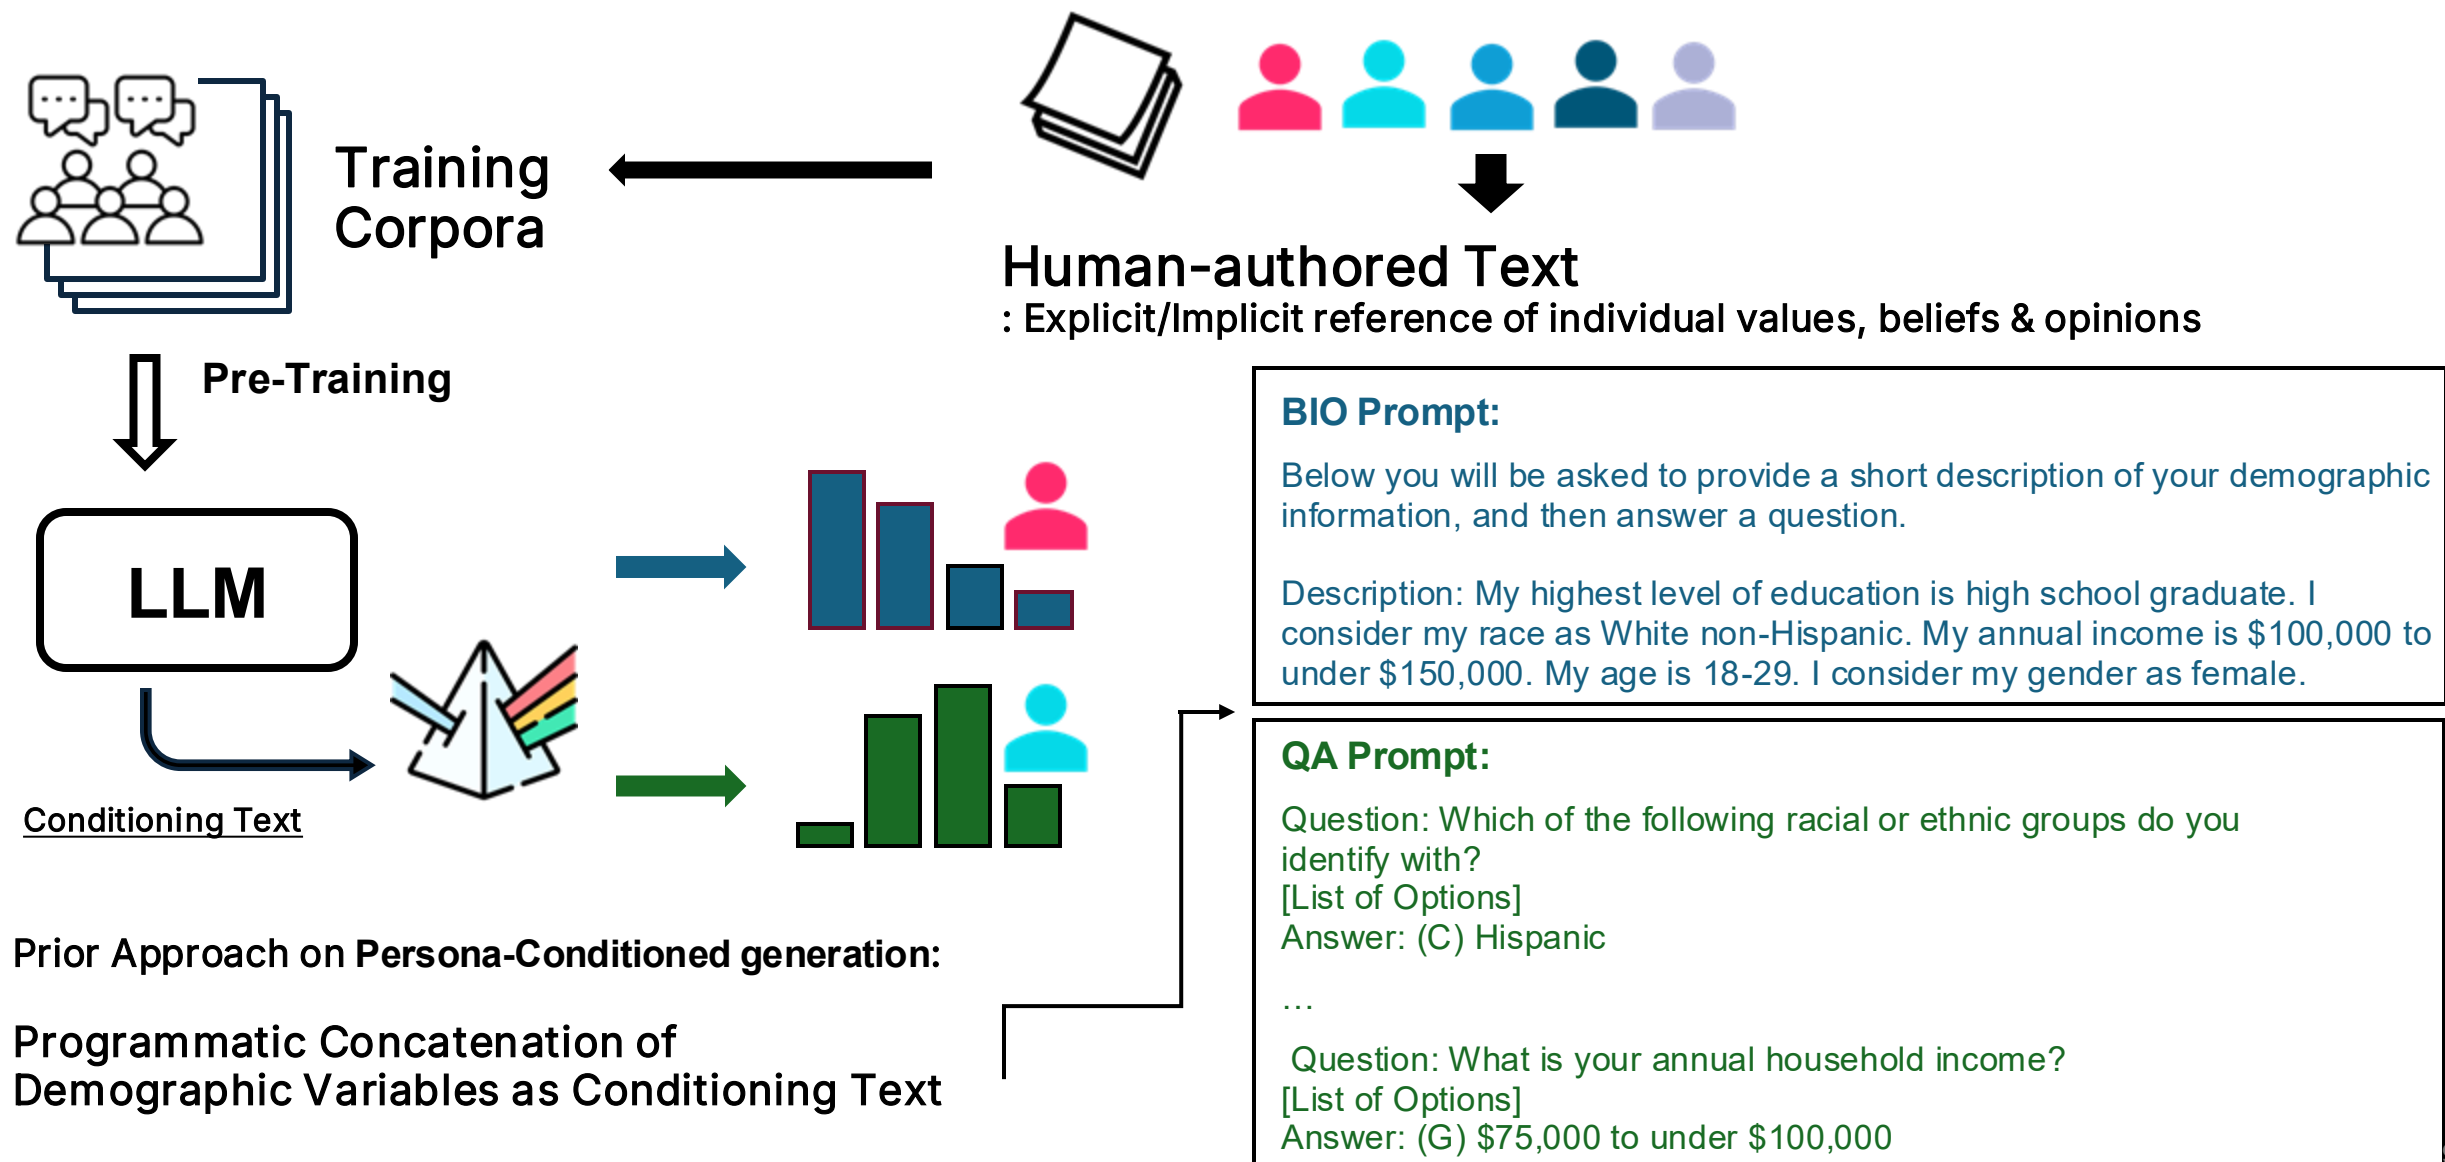 Training
Corpora
Human-authored Text
: Explicit/Implicit reference of individual values, beliefs & opinions
Pre-Training
LLM
Conditioning Text
Prior Approach on Persona-Conditioned generation:
Programmatic Concatenation of
Demographic Variables as Conditioning Text
BIO Prompt:
Below you will be asked to provide a short description of your demographic
information, and then answer a question.
Description: My highest level of education is high school graduate. I
consider my race as White non-Hispanic. My annual income is $100,000 to
under $150,000. My age is 18-29. I consider my gender as female.
QA Prompt:
Question: Which of the following racial or ethnic groups do you
identify with?
[List of Options]
Answer: (C) Hispanic
…
Question: What is your annual household income?
[List of Options]
Answer: (G) $75,000 to under $100,000